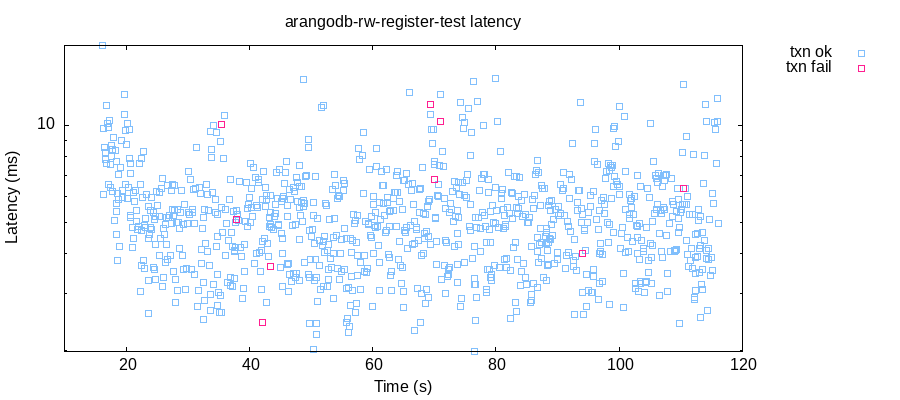 arangodb-rw-register-test latency
txn ok
txn fail
10
Latency (ms)
20 40 60 80 100 120
Time (s)